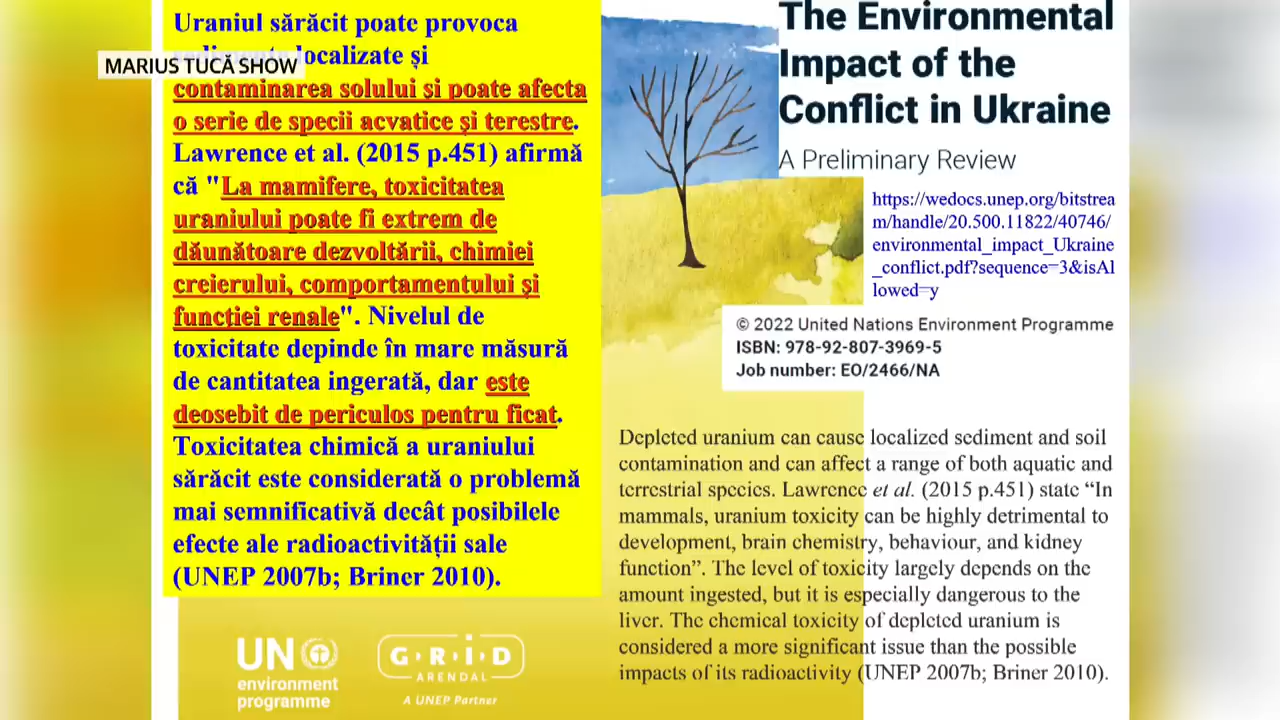 Uraniul sărăcit poate provoca
localizate și
MARIUS TUCĂ SHOW
contaminarea solului și poate afecta
o serie de specii acvatice și terestre.
Lawrence et al. (2015 p.451) afirmă
că "La mamifere, toxicitatea
uraniului poate fi extrem de
dăunătoare dezvoltării, chimiei
creierului, comportamentului și
funcției renale". Nivelul de
toxicitate depinde în mare măsură
de cantitatea ingerată, dar este
deosebit de periculos pentru ficat.
Toxicitatea chimică a uraniului
sărăcit este considerată o problemă
mai semnificativă decât posibilele
efecte ale radioactivității sale
(UNEP 2007b; Briner 2010).
The Environmental
Impact of the
Conflict in Ukraine
A Preliminary Review
https://wedocs.unep.org/bitstrea
m/handle/20.500.11822/40746/
environmental_impact_Ukraine
_conflict.pdf?sequence=3&isAl
lowed=y
© 2022 United Nations Environment Programme
ISBN: 978-92-807-3969-5
Job number: EO/2466/NA
Depleted uranium can cause localized sediment and soil
contamination and can affect a range of both aquatic and
terrestrial species. Lawrence et al. (2015 p.451) state “In
mammals, uranium toxicity can be highly detrimental to
development, brain chemistry, behaviour, and kidney
function”. The level of toxicity largely depends on the
amount ingested, but it is especially dangerous to the
liver. The chemical toxicity of depleted uranium is
considered a more significant issue than the possible
impacts of its radioactivity (UNEP 2007b; Briner 2010).
UN
environment
programme
G·R·I·D
ARENDAL
A UNEP Partner